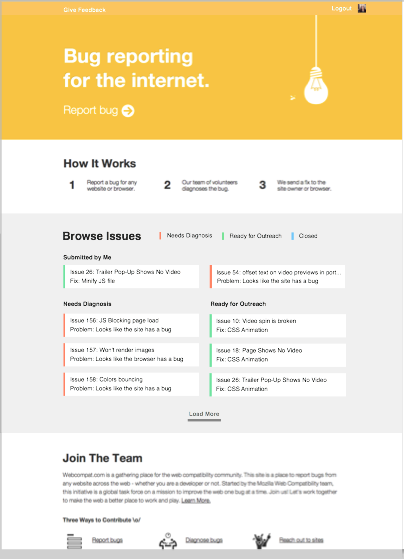 Give Feedback
Logout
Bug reporting
for the internet.
Report bug
How It Works
1 Report a bug for any
website or browser.
2 Our team of volunteers
diagnoses the bug.
3 We send a fix to the
site owner or browser.
Browse Issues
Needs Diagnosis
Ready for Outreach
Closed
Submitted by Me
Issue 26: Trailer Pop-Up Shows No Video
Fix: Minify JS file
Issue 54: offset text on video previews in port...
Problem: Looks like the site has a bug
Needs Diagnosis
Issue 156: JS Blocking page load
Problem: Looks like the site has a bug
Issue 157: Won't render images
Problem: Looks like the browser has a bug
Issue 158: Colors bouncing
Problem: Looks like the site has a bug
Ready for Outreach
Issue 10: Video spin is broken
Fix: CSS Animation
Issue 18: Page Shows No Video
Fix: CSS Animation
Issue 26: Trailer Pop-Up Shows No Video
Fix: CSS Animation
Load More
Join The Team
Webcompat.com is a gathering place for the web compatibility community. This site is a place to report bugs from
any website across the web - whether you are a developer or not. Started by the Mozilla Web Compatibility team,
this initiative is a global task force on a mission to improve the web one bug at a time. Join us! Let's work together
to make the web a better place to work and play. Learn More.
Three Ways to Contribute \o/
Report bugs
Diagnose bugs
Reach out to sites